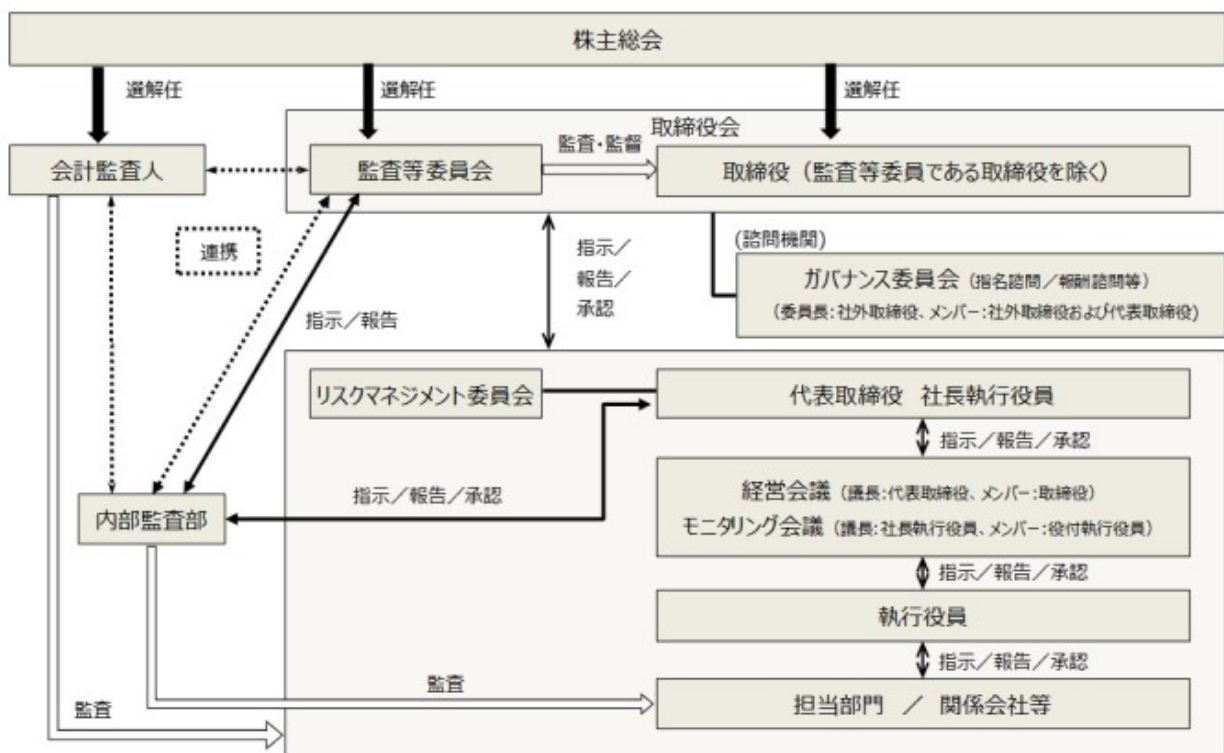 株主総会
選解任
選解任
選解任
取締役会
会計監査人
監査等委員会
監査・監督
取締役（監査等委員である取締役を除く）
連携
指示／報告
指示／
報告／
承認
(諮問機関)
ガバナンス委員会（指名諮問／報酬諮問等）
（委員長：社外取締役、メンバー：社外取締役および代表取締役）
リスクマネジメント委員会
代表取締役　社長執行役員
指示／報告／承認
指示／報告／承認
経営会議（議長：代表取締役、メンバー：取締役）
モニタリング会議（議長：社長執行役員、メンバー：役付執行役員）
内部監査部
指示／報告／承認
執行役員
指示／報告／承認
監査
監査
担当部門　／　関係会社等